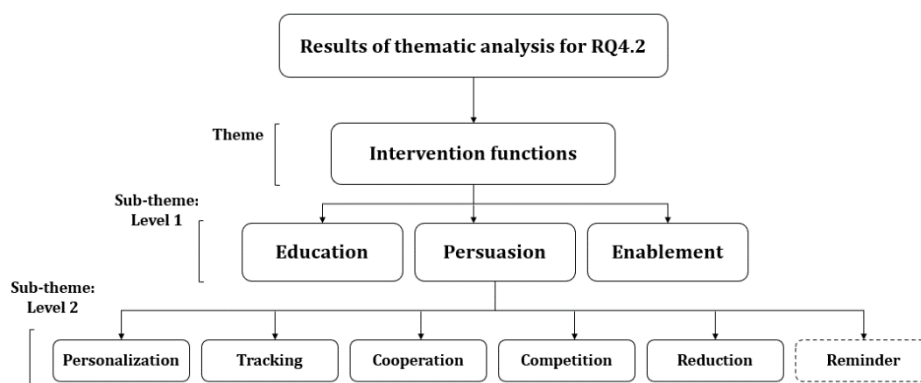 Results of thematic analysis for RQ4.2
Theme
Intervention functions
Sub-theme:
Level 1
Education
Persuasion
Enablement
Sub-theme:
Level 2
Personalization
Tracking
Cooperation
Competition
Reduction
Reminder